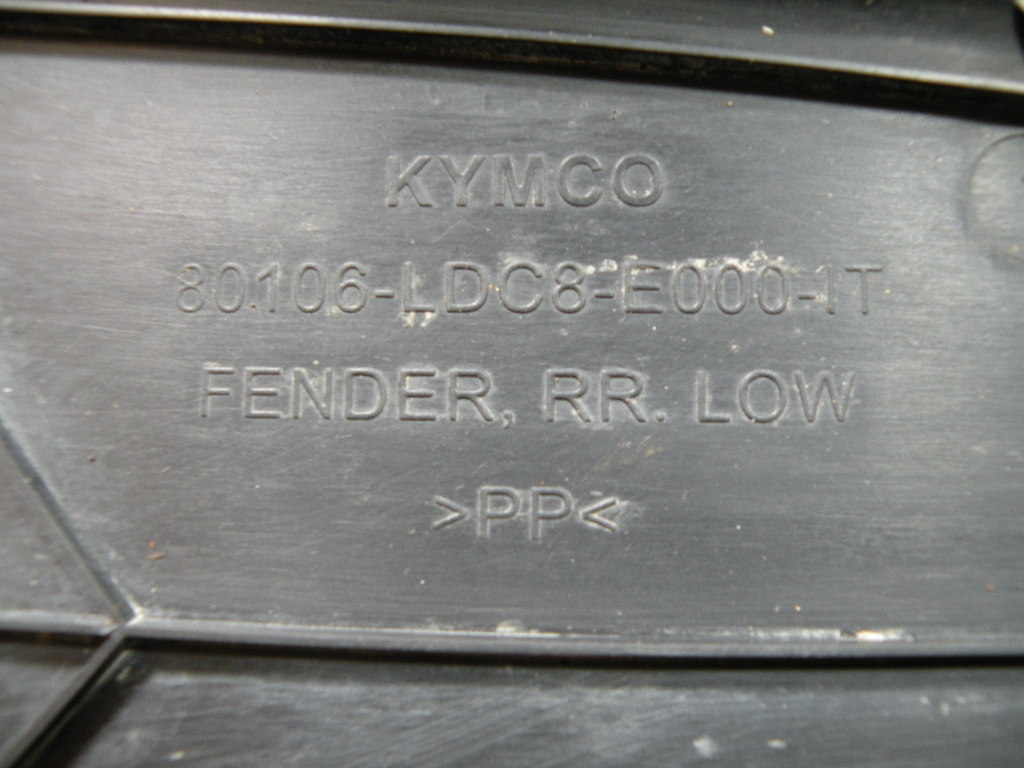 KYMCO
80106-LDC8-E000-IT
FENDER, RR. LOW
>PP<